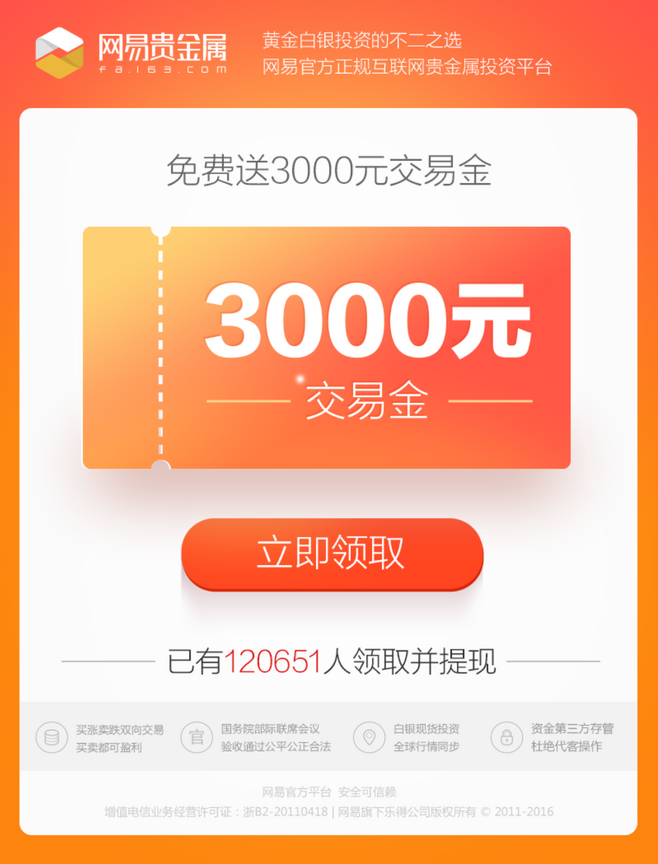 网易贵金属
fa.163.com
黄金白银投资的不二之选
网易官方正规互联网贵金属投资平台
免费送3000元交易金
3000元
交易金
立即领取
已有120651人领取并提现
买涨卖跌双向交易
买卖都可盈利
官
国务院部际联席会议
验收通过公平公正合法
白银现货投资
全球行情同步
资金第三方存管
杜绝代客操作
网易官方平台 安全可信赖
增值电信业务经营许可证：浙B2-20110418 | 网易旗下乐得公司版权所有 © 2011-2016